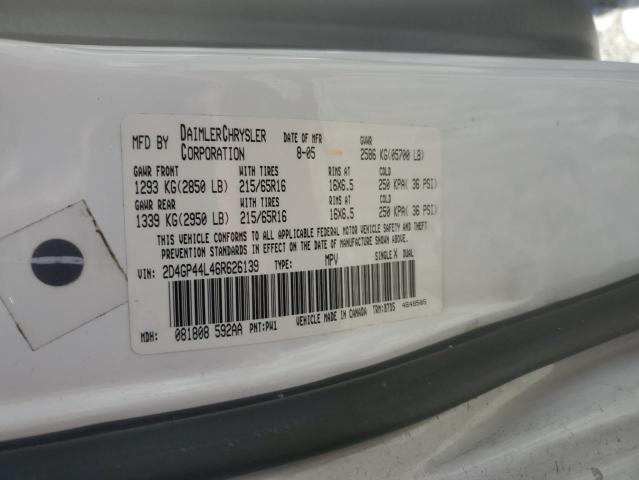 MFD BY DAIMLERCHRYSLER CORPORATION DATE OF MFR 8-05 GVWR 2586 KG(05700 LB)
GAWR FRONT WITH TIRES RIMS AT COLD
1293 KG(2850 LB) 215/65R16 16X6.5 250 KPA( 36 PSI)
GAWR REAR WITH TIRES RIMS AT COLD
1339 KG(2950 LB) 215/65R16 16X6.5 250 KPA( 36 PSI)
THIS VEHICLE CONFORMS TO ALL APPLICABLE FEDERAL MOTOR VEHICLE SAFETY AND
THEFT PREVENTION STANDARDS IN EFFECT ON THE DATE OF MANUFACTURE SHOWN ABOVE.
VIN: 2D4GP44L46R626139 TYPE: MPV SINGLE X DUAL
MDH: 081808 592AA PNT:PW1 VEHICLE MADE IN CANADA TRM:D7D5 4648505